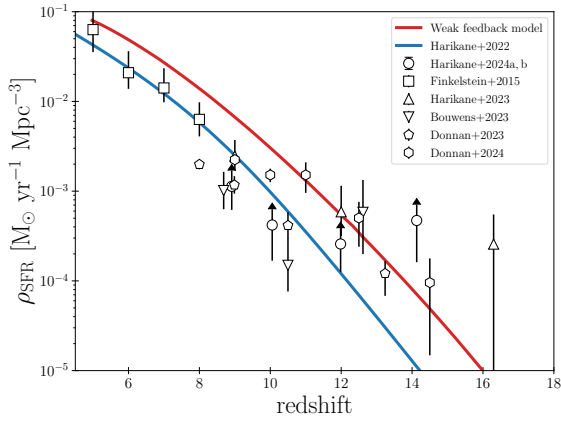 10⁻¹
10⁻²
10⁻³
10⁻⁴
10⁻⁵
ρSFR [M⊙ yr⁻¹ Mpc⁻³]
Weak feedback model
Harikane+2022
Harikane+2024a, b
Finkelstein+2015
Harikane+2023
Bouwens+2023
Donnan+2023
Donnan+2024
6 8 10 12 14 16 18
redshift